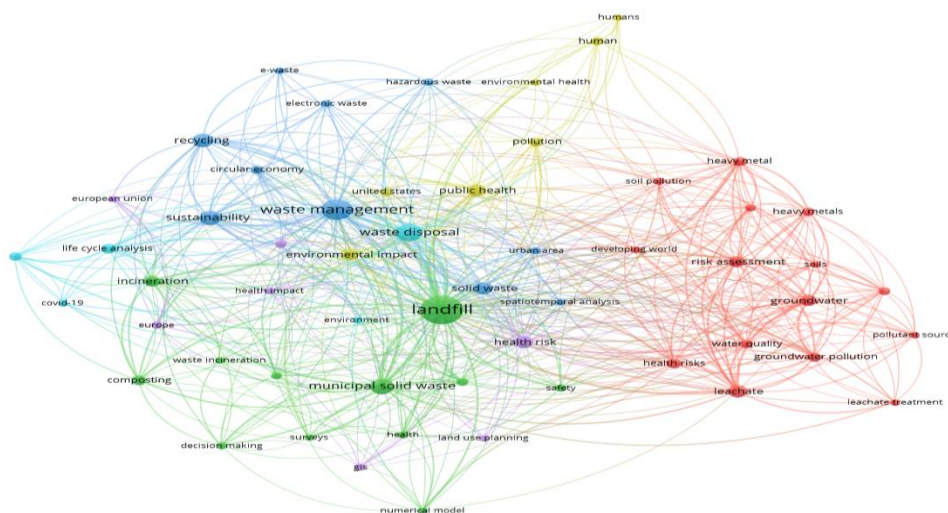 humans
human
e-waste
hazardous waste
environmental health
electronic waste
recycling
pollution
heavy metal
circular economy
soil pollution
united states
public health
european union
waste management
heavy metals
sustainability
waste disposal
life cycle analysis
environmental impact
urban area
developing world
risk assessment
soils
incineration
health impact
solid waste
covid-19
spatiotemporal analysis
groundwater
landfill
europe
environment
pollutant sourc
health risk
water quality
waste incineration
groundwater pollution
health risks
composting
municipal solid waste
safety
leachate
leachate treatment
decision making
surveys
health
land use planning
gis
numerical model